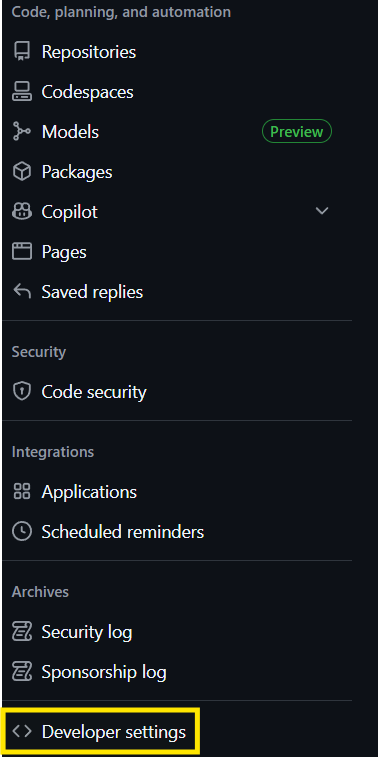 Code, planning, and automation
Repositories
Codespaces
Models Preview
Packages
Copilot
Pages
Saved replies
Security
Code security
Integrations
Applications
Scheduled reminders
Archives
Security log
Sponsorship log
Developer settings